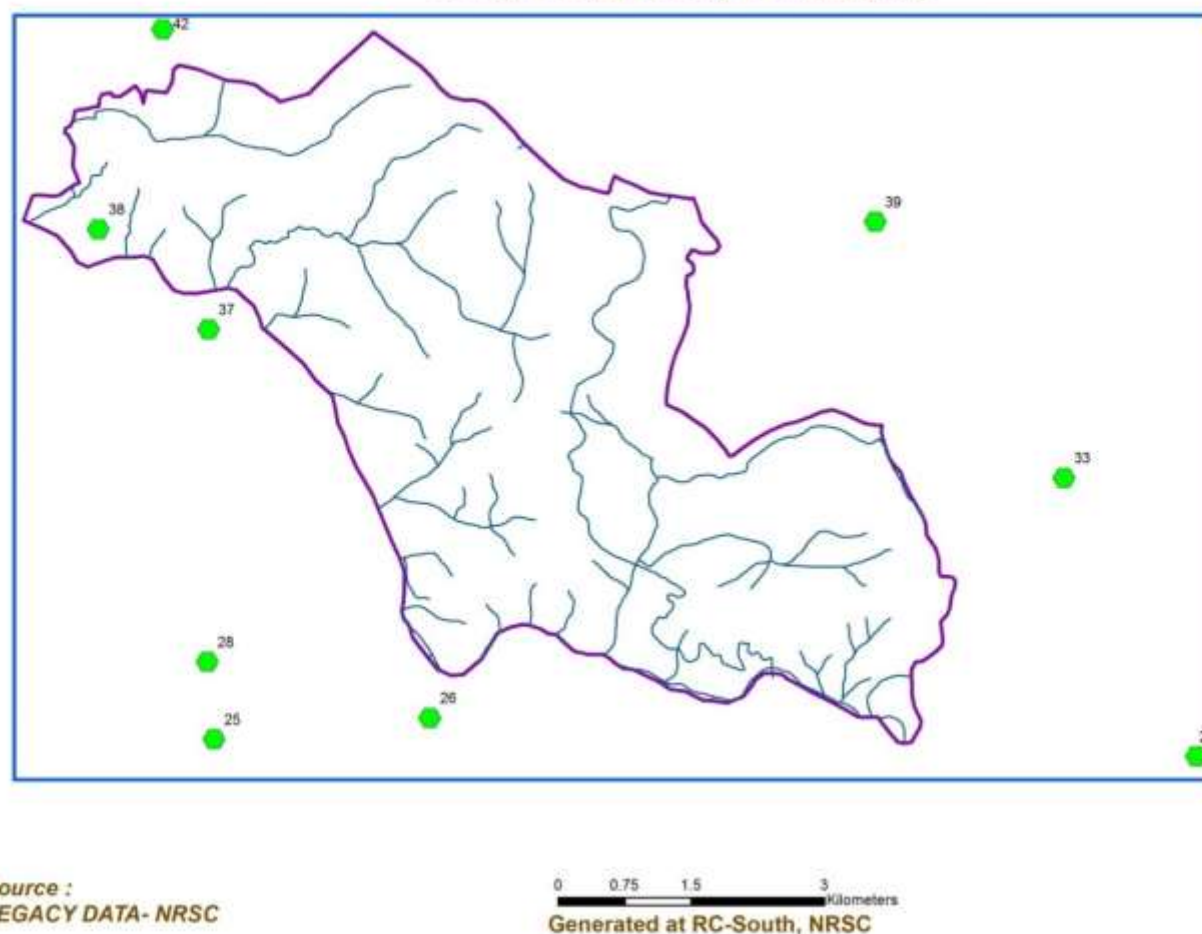 42
39
38
37
33
28
26
25
ource :
EGACY DATA- NRSC
0 0.75 1.5 3
Kilometers
Generated at RC-South, NRSC